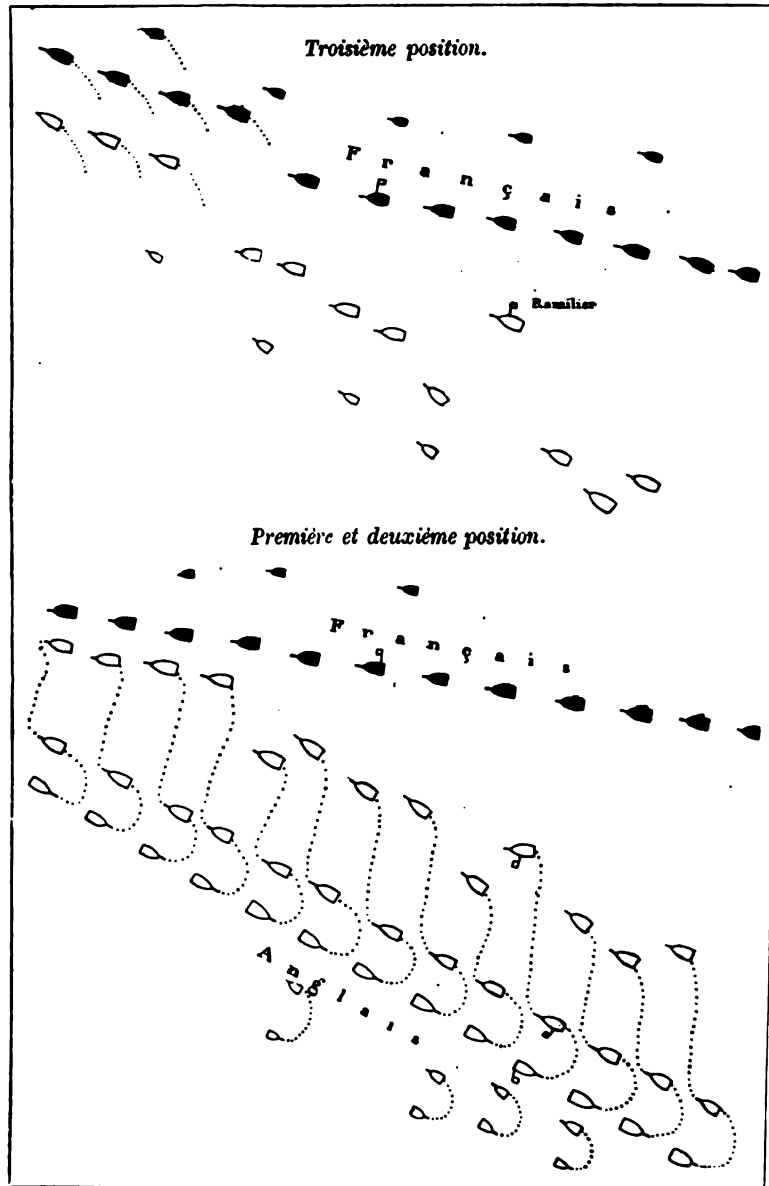 Troisième position.
Français
Ramilier
Première et deuxième position.
Français
Anglais